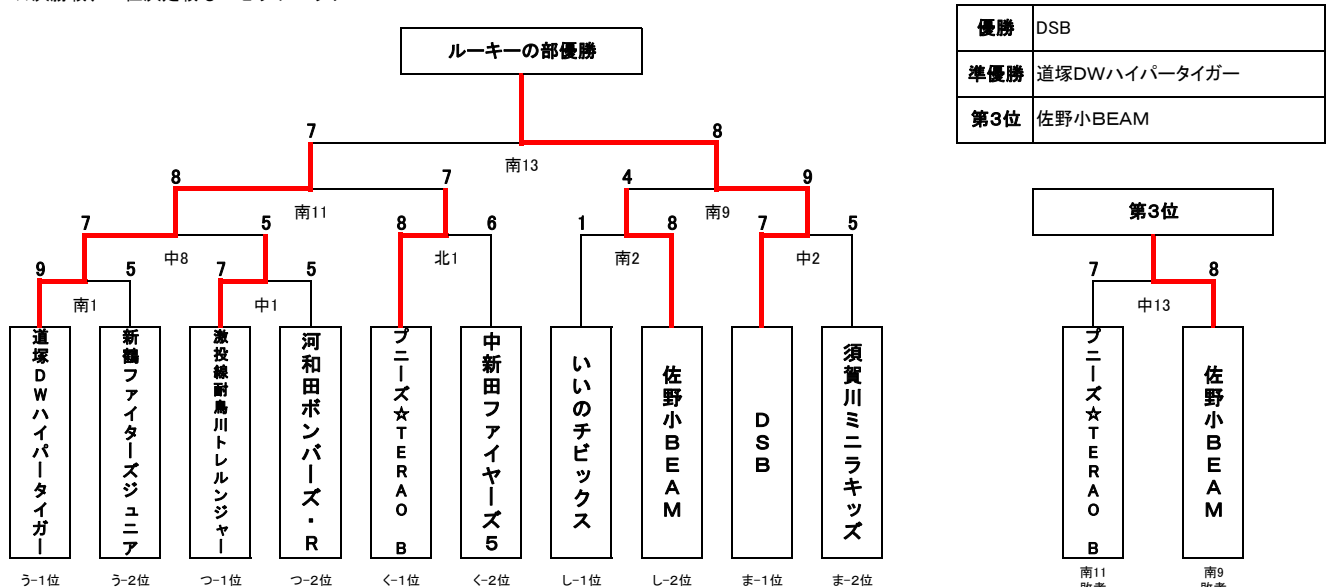 優勝 DSB
準優勝 道塚DWハイパータイガー
第3位 佐野小BEAM
ルーキーの部優勝
7 8
南13
8 7 4 9
南11 南9
第3位
7 5 8 6 1 8 7 5
中8 北1 南2 中2
9 5 7 5
南1 中1
7 8
中13
道塚DWハイパータイガー
新鶴ファイターズジュニア
激投線耐鳥川トレルンジャー
河和田ボンバーズ・R
プニーズ☆TERAO B
中新田ファイヤーズ5
いいのチビックス
佐野小BEAM
DSB
須賀川ミニラキッズ
プニーズ☆TERAO B
佐野小BEAM
う-1位 う-2位 つ-1位 つ-2位 く-1位 く-2位 し-1位 し-2位 ま-1位 ま-2位
南11 南9